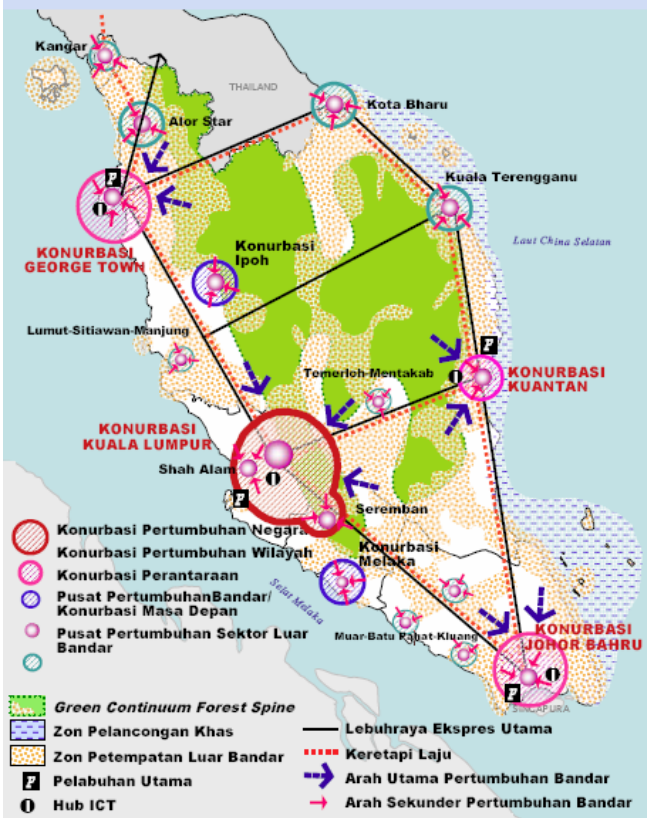 Kangar
THAILAND
Kota Bharu
Alor Star
Kuala Terengganu
KONURBASI
GEORGE TOWN
Konurbasi
Ipoh
Laut China Selatan
Lumut-Sitiawan-Manjung
Temerloh-Mentakab
KONURBASI
KUANTAN
KONURBASI
KUALA LUMPUR
Shah Alam
Seremban
Konurbasi
Melaka
Selat Melaka
Muar-Batu Pahat-Kluang
KONURBASI
JOHOR BAHRU
SINGAPURA
Konurbasi Pertumbuhan Negara
Konurbasi Pertumbuhan Wilayah
Konurbasi Perantaraan
Pusat PertumbuhanBandar/
Konurbasi Masa Depan
Pusat Pertumbuhan Sektor Luar
Bandar
Green Continuum Forest Spine
Zon Pelancongan Khas
Zon Petempatan Luar Bandar
P Pelabuhan Utama
Hub ICT
Lebuhraya Ekspres Utama
Keretapi Laju
Arah Utama Pertumbuhan Bandar
Arah Sekunder Pertumbuhan Bandar